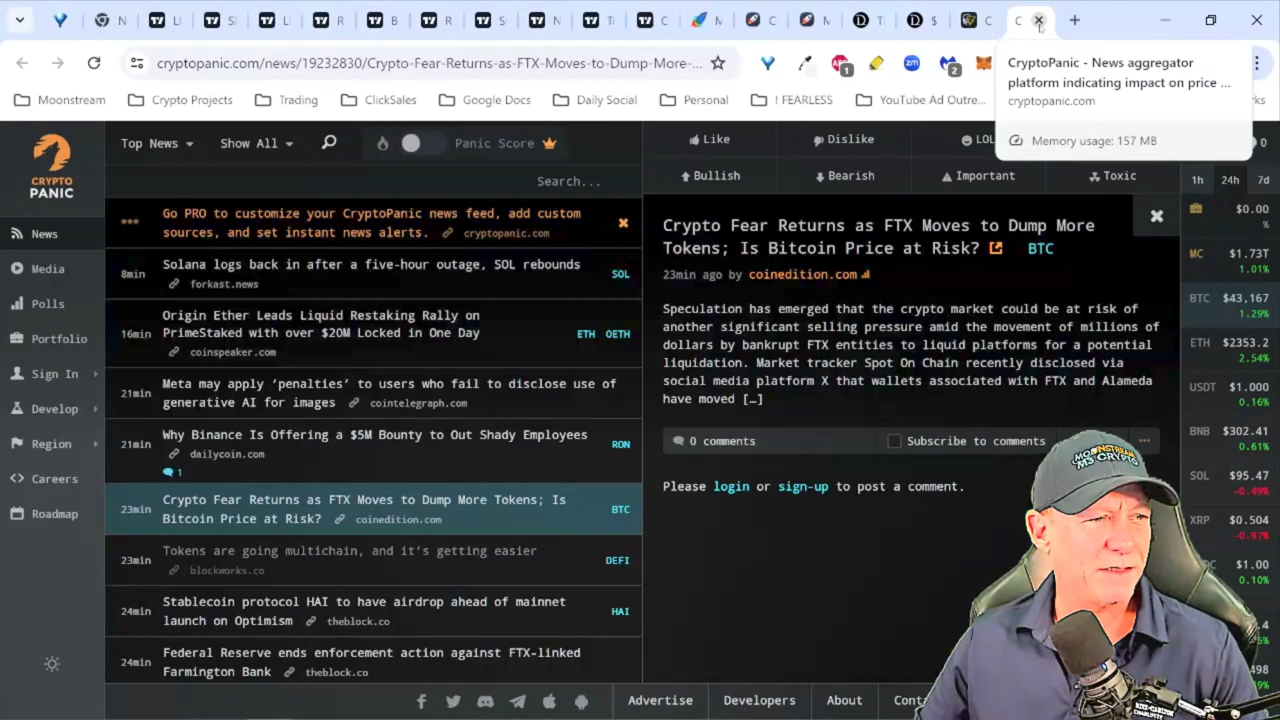 cryptopanic.com/news/19232830/Crypto-Fear-Returns-as-FTX-Moves-to-Dump-More-...
1
2
Moonstream
Crypto Projects
Trading
ClickSales
Google Docs
Daily Social
Personal
! FEARLESS
YouTube Ad Outre...
CryptoPanic - News aggregator
platform indicating impact on price ...
cryptopanic.com
Memory usage: 157 MB
CRYPTO
PANIC
News
Media
Polls
Portfolio
Sign In
Develop
Region
Careers
Roadmap
Top News
Show All
Panic Score
Search...
Go PRO to customize your CryptoPanic news feed, add custom
sources, and set instant news alerts. cryptopanic.com
8min Solana logs back in after a five-hour outage, SOL rebounds SOL
forkast.news
Origin Ether Leads Liquid Restaking Rally on
16min PrimeStaked with over $20M Locked in One Day ETH OETH
coinspeaker.com
Meta may apply ‘penalties’ to users who fail to disclose use of
21min generative AI for images cointelegraph.com
21min Why Binance Is Offering a $5M Bounty to Out Shady Employees RON
dailycoin.com
1
Crypto Fear Returns as FTX Moves to Dump More Tokens; Is
23min Bitcoin Price at Risk? coinedition.com BTC
Tokens are going multichain, and it’s getting easier
23min blockworks.co DEFI
Stablecoin protocol HAI to have airdrop ahead of mainnet
24min launch on Optimism theblock.co HAI
Federal Reserve ends enforcement action against FTX-linked
24min Farmington Bank theblock.co
Like
Dislike
LOL
Bullish
Bearish
Important
Toxic
Crypto Fear Returns as FTX Moves to Dump More
Tokens; Is Bitcoin Price at Risk? BTC
23min ago by coinedition.com
Speculation has emerged that the crypto market could be at risk of
another significant selling pressure amid the movement of millions of
dollars by bankrupt FTX entities to liquid platforms for a potential
liquidation. Market tracker Spot On Chain recently disclosed via
social media platform X that wallets associated with FTX and Alameda
have moved […]
0 comments
Subscribe to comments
Please login or sign-up to post a comment.
1h 24h 7d
$0.00
%
MC $1.73T
1.01%
BTC $43,167
1.29%
ETH $2353.2
2.54%
USDT $1.000
0.16%
BNB $302.41
0.61%
SOL $95.47
-0.49%
XRP $0.504
-0.97%
$1.00
0.10%
MOONSTREAM
M3 CRYPTO
Advertise
Developers
About